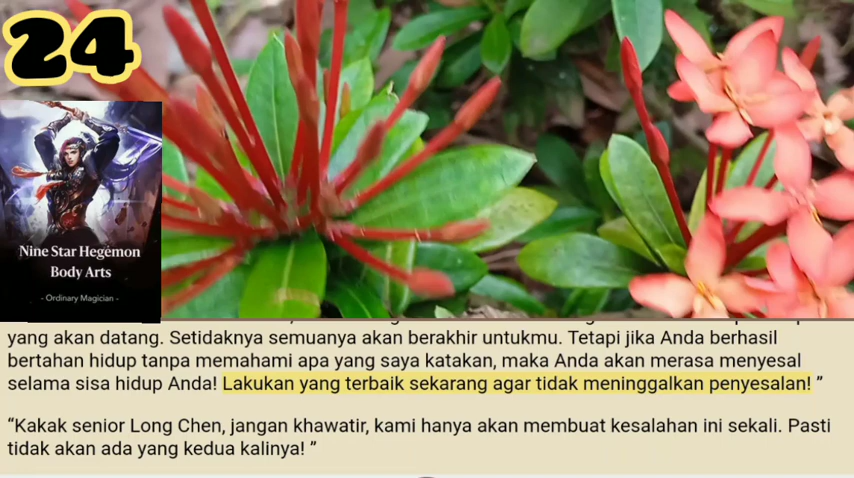 24
Nine Star Hegemon
Body Arts
- Ordinary Magician -
yang akan datang. Setidaknya semuanya akan berakhir untukmu. Tetapi jika Anda berhasil
bertahan hidup tanpa memahami apa yang saya katakan, maka Anda akan merasa menyesal
selama sisa hidup Anda! Lakukan yang terbaik sekarang agar tidak meninggalkan penyesalan! ”
“Kakak senior Long Chen, jangan khawatir, kami hanya akan membuat kesalahan ini sekali. Pasti
tidak akan ada yang kedua kalinya! ”